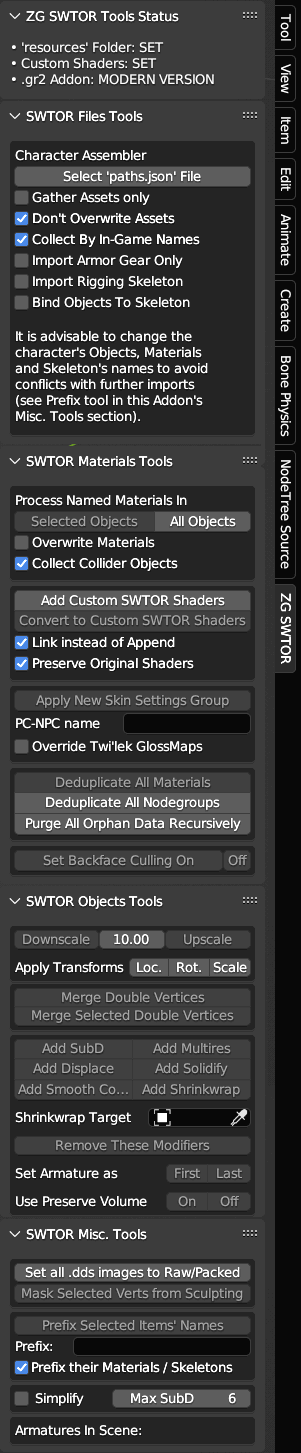 ZG SWTOR Tools Status
• 'resources' Folder: SET
• Custom Shaders: SET
• .gr2 Addon: MODERN VERSION
SWTOR Files Tools
Character Assembler
Select 'paths.json' File
Gather Assets only
Don't Overwrite Assets
Collect By In-Game Names
Import Armor Gear Only
Import Rigging Skeleton
Bind Objects To Skeleton
It is advisable to change the
character's Objects, Materials
and Skeleton's names to avoid
conflicts with further imports
(see Prefix tool in this Addon's
Misc. Tools section).
SWTOR Materials Tools
Process Named Materials In
Selected Objects All Objects
Overwrite Materials
Collect Collider Objects
Add Custom SWTOR Shaders
Convert to Custom SWTOR Shaders
Link instead of Append
Preserve Original Shaders
Apply New Skin Settings Group
PC-NPC name
Override Twi'lek GlossMaps
Deduplicate All Materials
Deduplicate All Nodegroups
Purge All Orphan Data Recursively
Set Backface Culling On Off
SWTOR Objects Tools
Downscale 10.00 Upscale
Apply Transforms Loc. Rot. Scale
Merge Double Vertices
Merge Selected Double Vertices
Add SubD Add Multires
Add Displace Add Solidify
Add Smooth Co... Add Shrinkwrap
Shrinkwrap Target
Remove These Modifiers
Set Armature as First Last
Use Preserve Volume On Off
SWTOR Misc. Tools
Set all .dds images to Raw/Packed
Mask Selected Verts from Sculpting
Prefix Selected Items' Names
Prefix:
Prefix their Materials / Skeletons
Simplify Max SubD 6
Armatures In Scene:
Tool
View
Item
Edit
Animate
Create
Bone Physics
NodeTree Source
ZG SWTOR